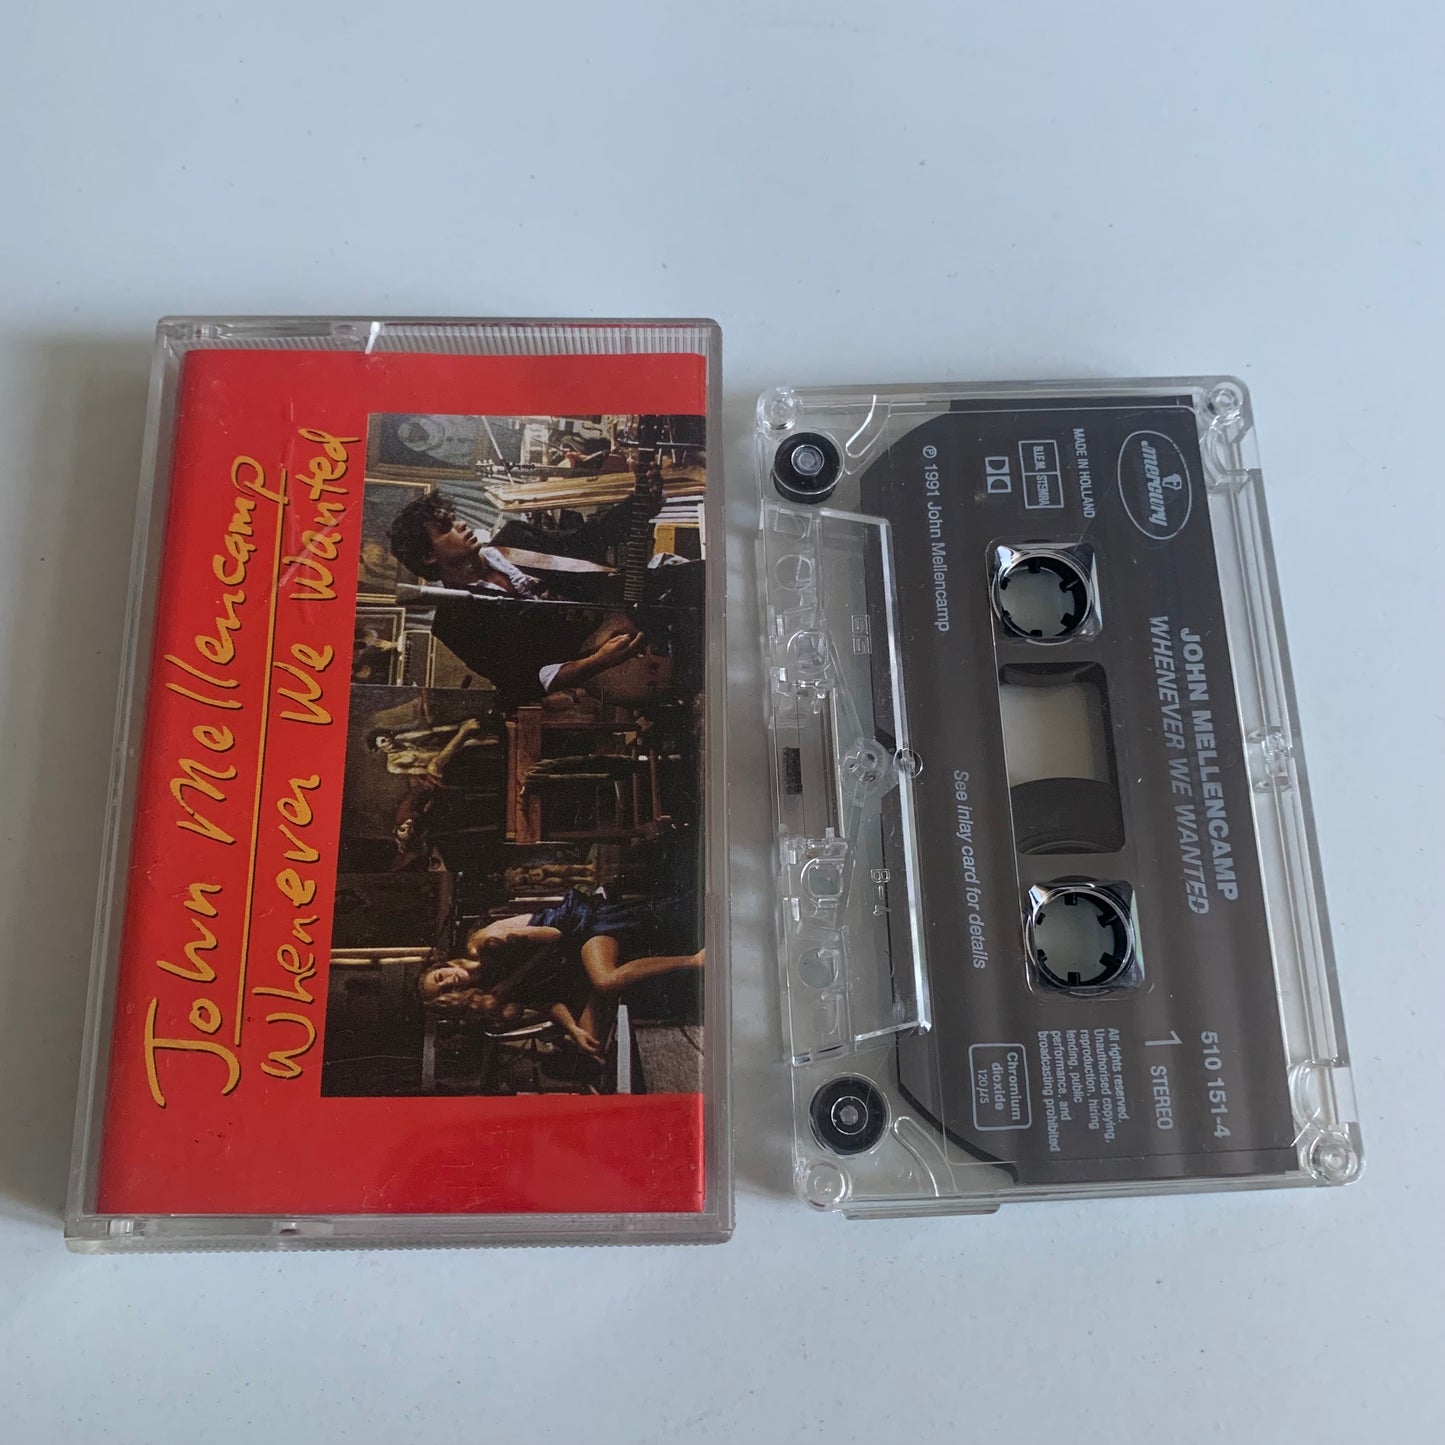 John Mellencamp
Whenever We Wanted
mercury
B.I.E.M.
STEMRA
MADE IN HOLLAND
℗ 1991 John Mellencamp
JOHN MELLLENCAMP
WHENEVER WE WANTED
See inlay card for details
510 151-4
1 STEREO
All rights reserved.
Unauthorised copying,
reproduction, hiring
lending, public
performance, and
broadcasting prohibited
Chromium
dioxide
120 µs